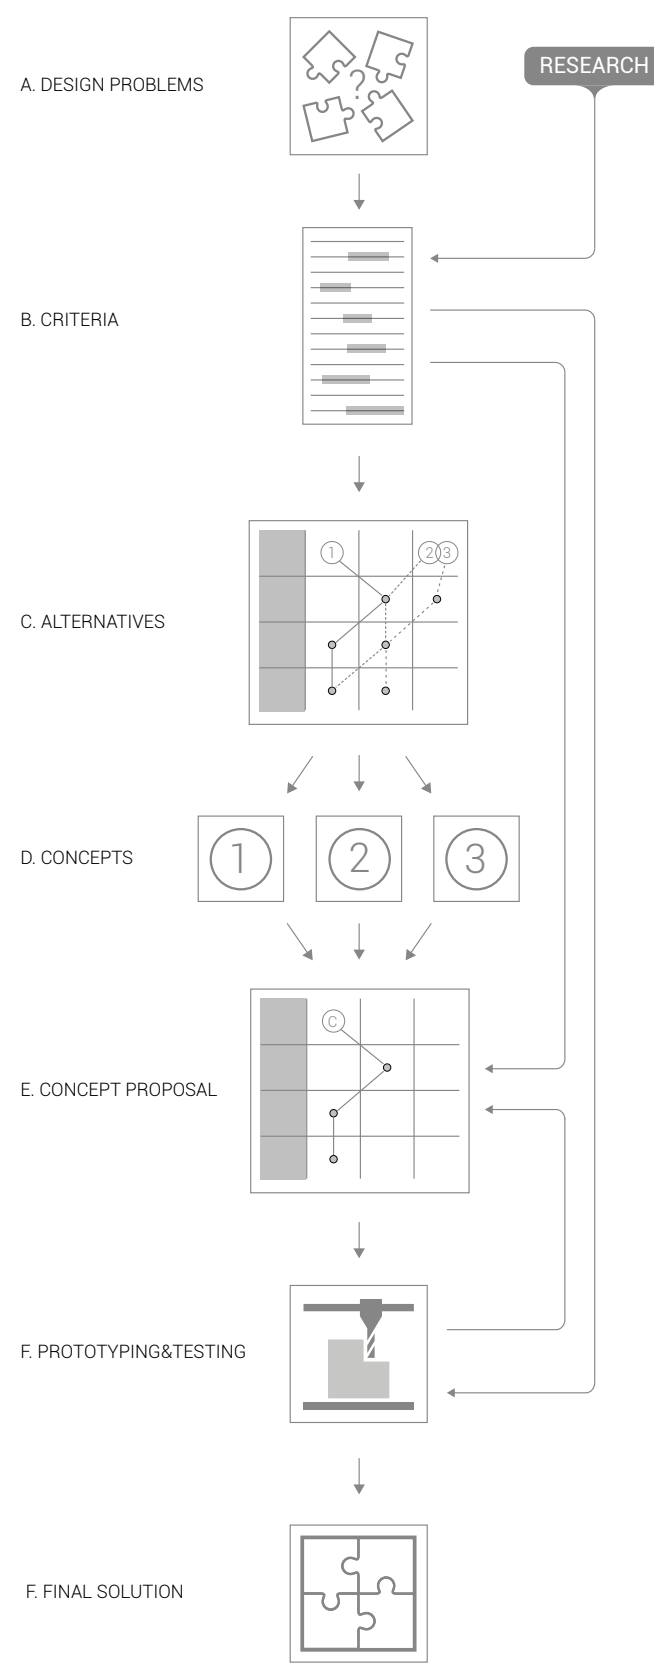 A. DESIGN PROBLEMS
?
RESEARCH
B. CRITERIA
1
2
3
C. ALTERNATIVES
D. CONCEPTS
1
2
3
C
E. CONCEPT PROPOSAL
F. PROTOTYPING&TESTING
F. FINAL SOLUTION